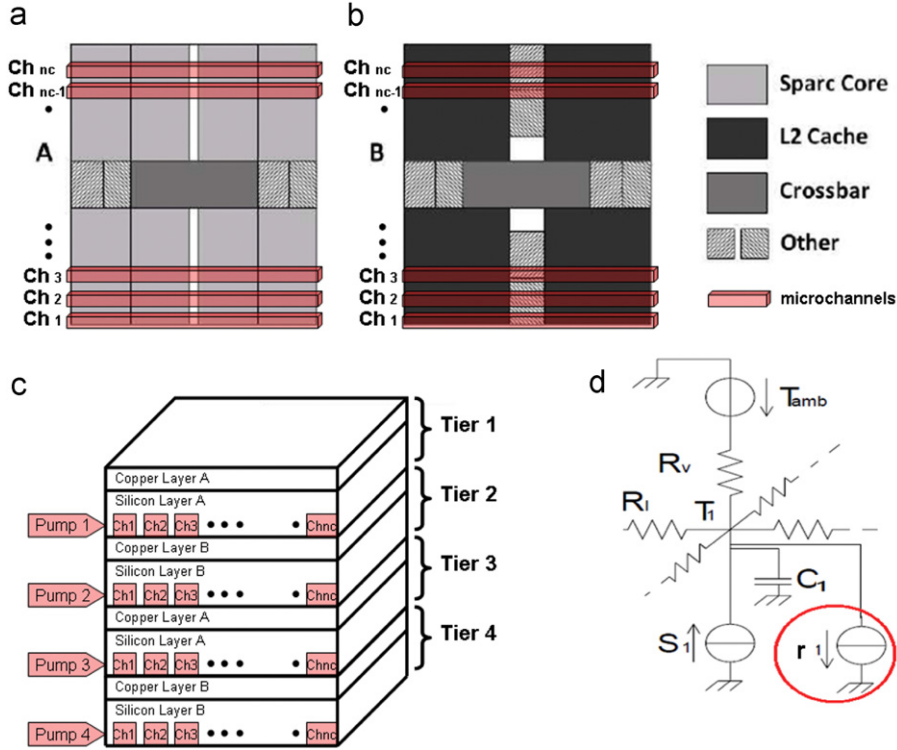 a
Ch nc
Ch nc-1
A
Ch 3
Ch 2
Ch 1
b
Ch nc
Ch nc-1
B
Ch 3
Ch 2
Ch 1
Sparc Core
L2 Cache
Crossbar
Other
microchannels
c
Tier 1
Copper Layer A
Tier 2
Silicon Layer A
Pump 1 Ch1 Ch2 Ch3 Chnc
Copper Layer B
Tier 3
Silicon Layer B
Pump 2 Ch1 Ch2 Ch3 Chnc
Copper Layer A
Tier 4
Silicon Layer A
Pump 3 Ch1 Ch2 Ch3 Chnc
Copper Layer B
Silicon Layer B
Pump 4 Ch1 Ch2 Ch3 Chnc
d
Tamb
Rv
Rl T1
C1
S1 r 1